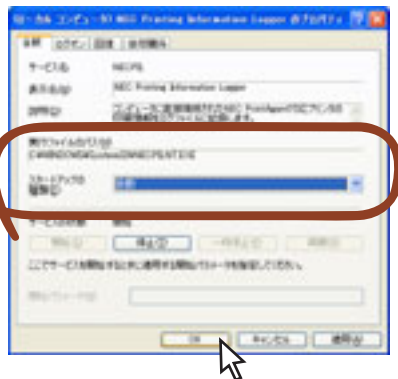 (ローカル コンピュータ) NEC Printing Information Logger のプロパティ
全般 ログオン 回復 依存関係
サービス名: NECPIL
表示名(N): NEC Printing Information Logger
説明(D):
実行ファイルのパス(H):
スタートアップの種類(E): 自動
サービスの状態: 開始
開始(S) 停止(T) 一時停止(P) 再開(R)
ここでサービスを開始するときに適用する開始パラメータを指定してください。
開始パラメータ(M):
OK キャンセル 適用(A)